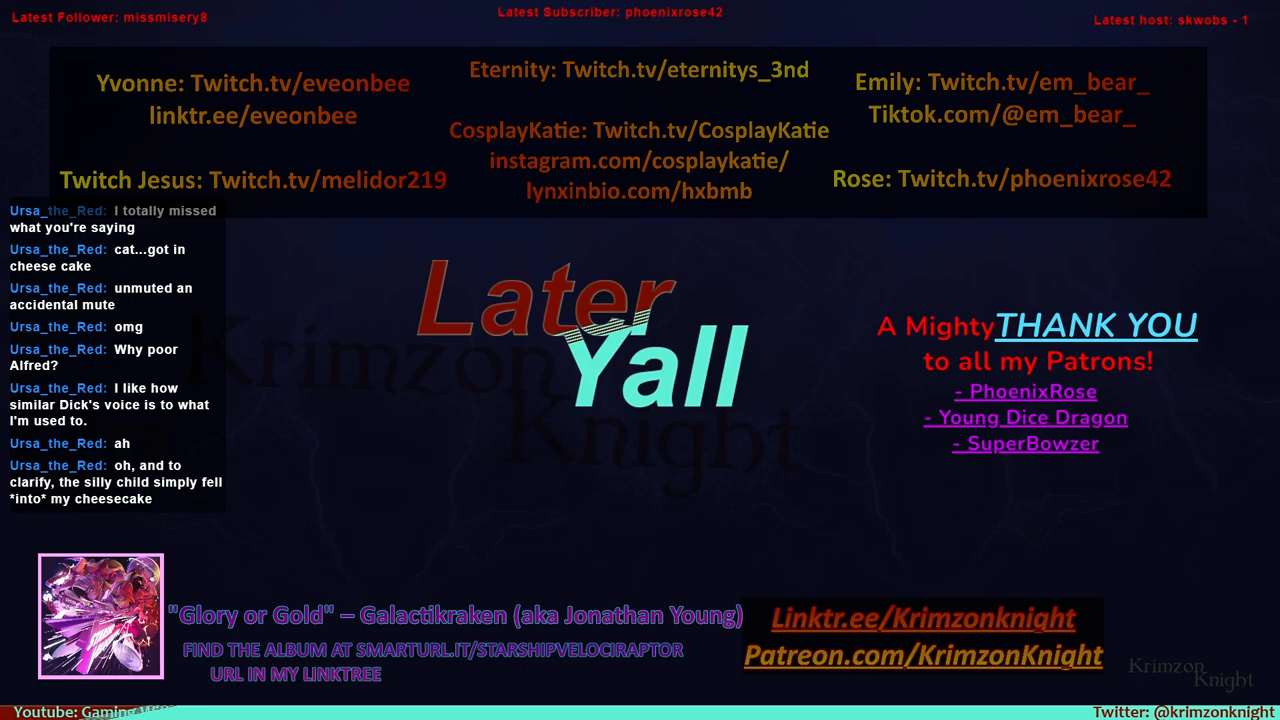 Latest Follower: missmisery8
Latest Subscriber: phoenixrose42
Latest host: skwobs - 1
Yvonne: Twitch.tv/eveonbee
linktr.ee/eveonbee
Twitch Jesus: Twitch.tv/melidor219
Eternity: Twitch.tv/eternitys_3nd
CosplayKatie: Twitch.tv/CosplayKatie
instagram.com/cosplaykatie/
lynxinbio.com/hxbmb
Emily: Twitch.tv/em_bear_
Tiktok.com/@em_bear_
Rose: Twitch.tv/phoenixrose42
Ursa_the_Red: I totally missed
what you're saying
Ursa_the_Red: cat...got in
cheese cake
Ursa_the_Red: unmuted an
accidental mute
Ursa_the_Red: omg
Ursa_the_Red: Why poor
Alfred?
Ursa_the_Red: I like how
similar Dick's voice is to what
I'm used to.
Ursa_the_Red: ah
Ursa_the_Red: oh, and to
clarify, the silly child simply fell
*into* my cheesecake
Later
Yall
Krimzon
Knight
A Mighty THANK YOU
to all my Patrons!
- PhoenixRose
- Young Dice Dragon
- SuperBowzer
"Glory or Gold" – Galactikraken (aka Jonathan Young)
FIND THE ALBUM AT SMARTURL.IT/STARSHIPVELOCIRAPTOR
URL IN MY LINKTREE
Linktr.ee/Krimzonknight
Patreon.com/KrimzonKnight
Krimzon
Knight
Youtube: Gaming
Twitter: @krimzonknight